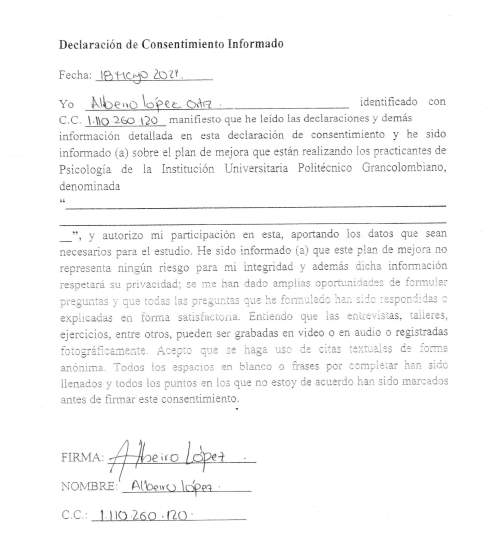 Declaración de Consentimiento Informado
Fecha: 18 Mayo 2021.
Yo Albeiro López Ortiz. identificado con
C.C. 1.110 260 120 manifiesto que he leído las declaraciones y demás
información detallada en esta declaración de consentimiento y he sido
informado (a) sobre el plan de mejora que están realizando los practicantes de
Psicología de la Institución Universitaria Politécnico Grancolombiano,
denominada
“
”, y autorizo mi participación en esta, aportando los datos que sean
necesarios para el estudio. He sido informado (a) que este plan de mejora no
representa ningún riesgo para mi integridad y además dicha información
respetará su privacidad; se me han dado amplias oportunidades de formular
preguntas y que todas las preguntas que he formulado han sido respondidas o
explicadas en forma satisfactoria. Entiendo que las entrevistas, talleres,
ejercicios, entre otros, pueden ser grabadas en video o en audio o registradas
fotográficamente. Acepto que se haga uso de citas textuales de forma
anónima. Todos los espacios en blanco o frases por completar han sido
llenados y todos los puntos en los que no estoy de acuerdo han sido marcados
antes de firmar este consentimiento.
FIRMA: Albeiro López.
NOMBRE: Albeiro lópez.
C.C.: 1.110 260.120.